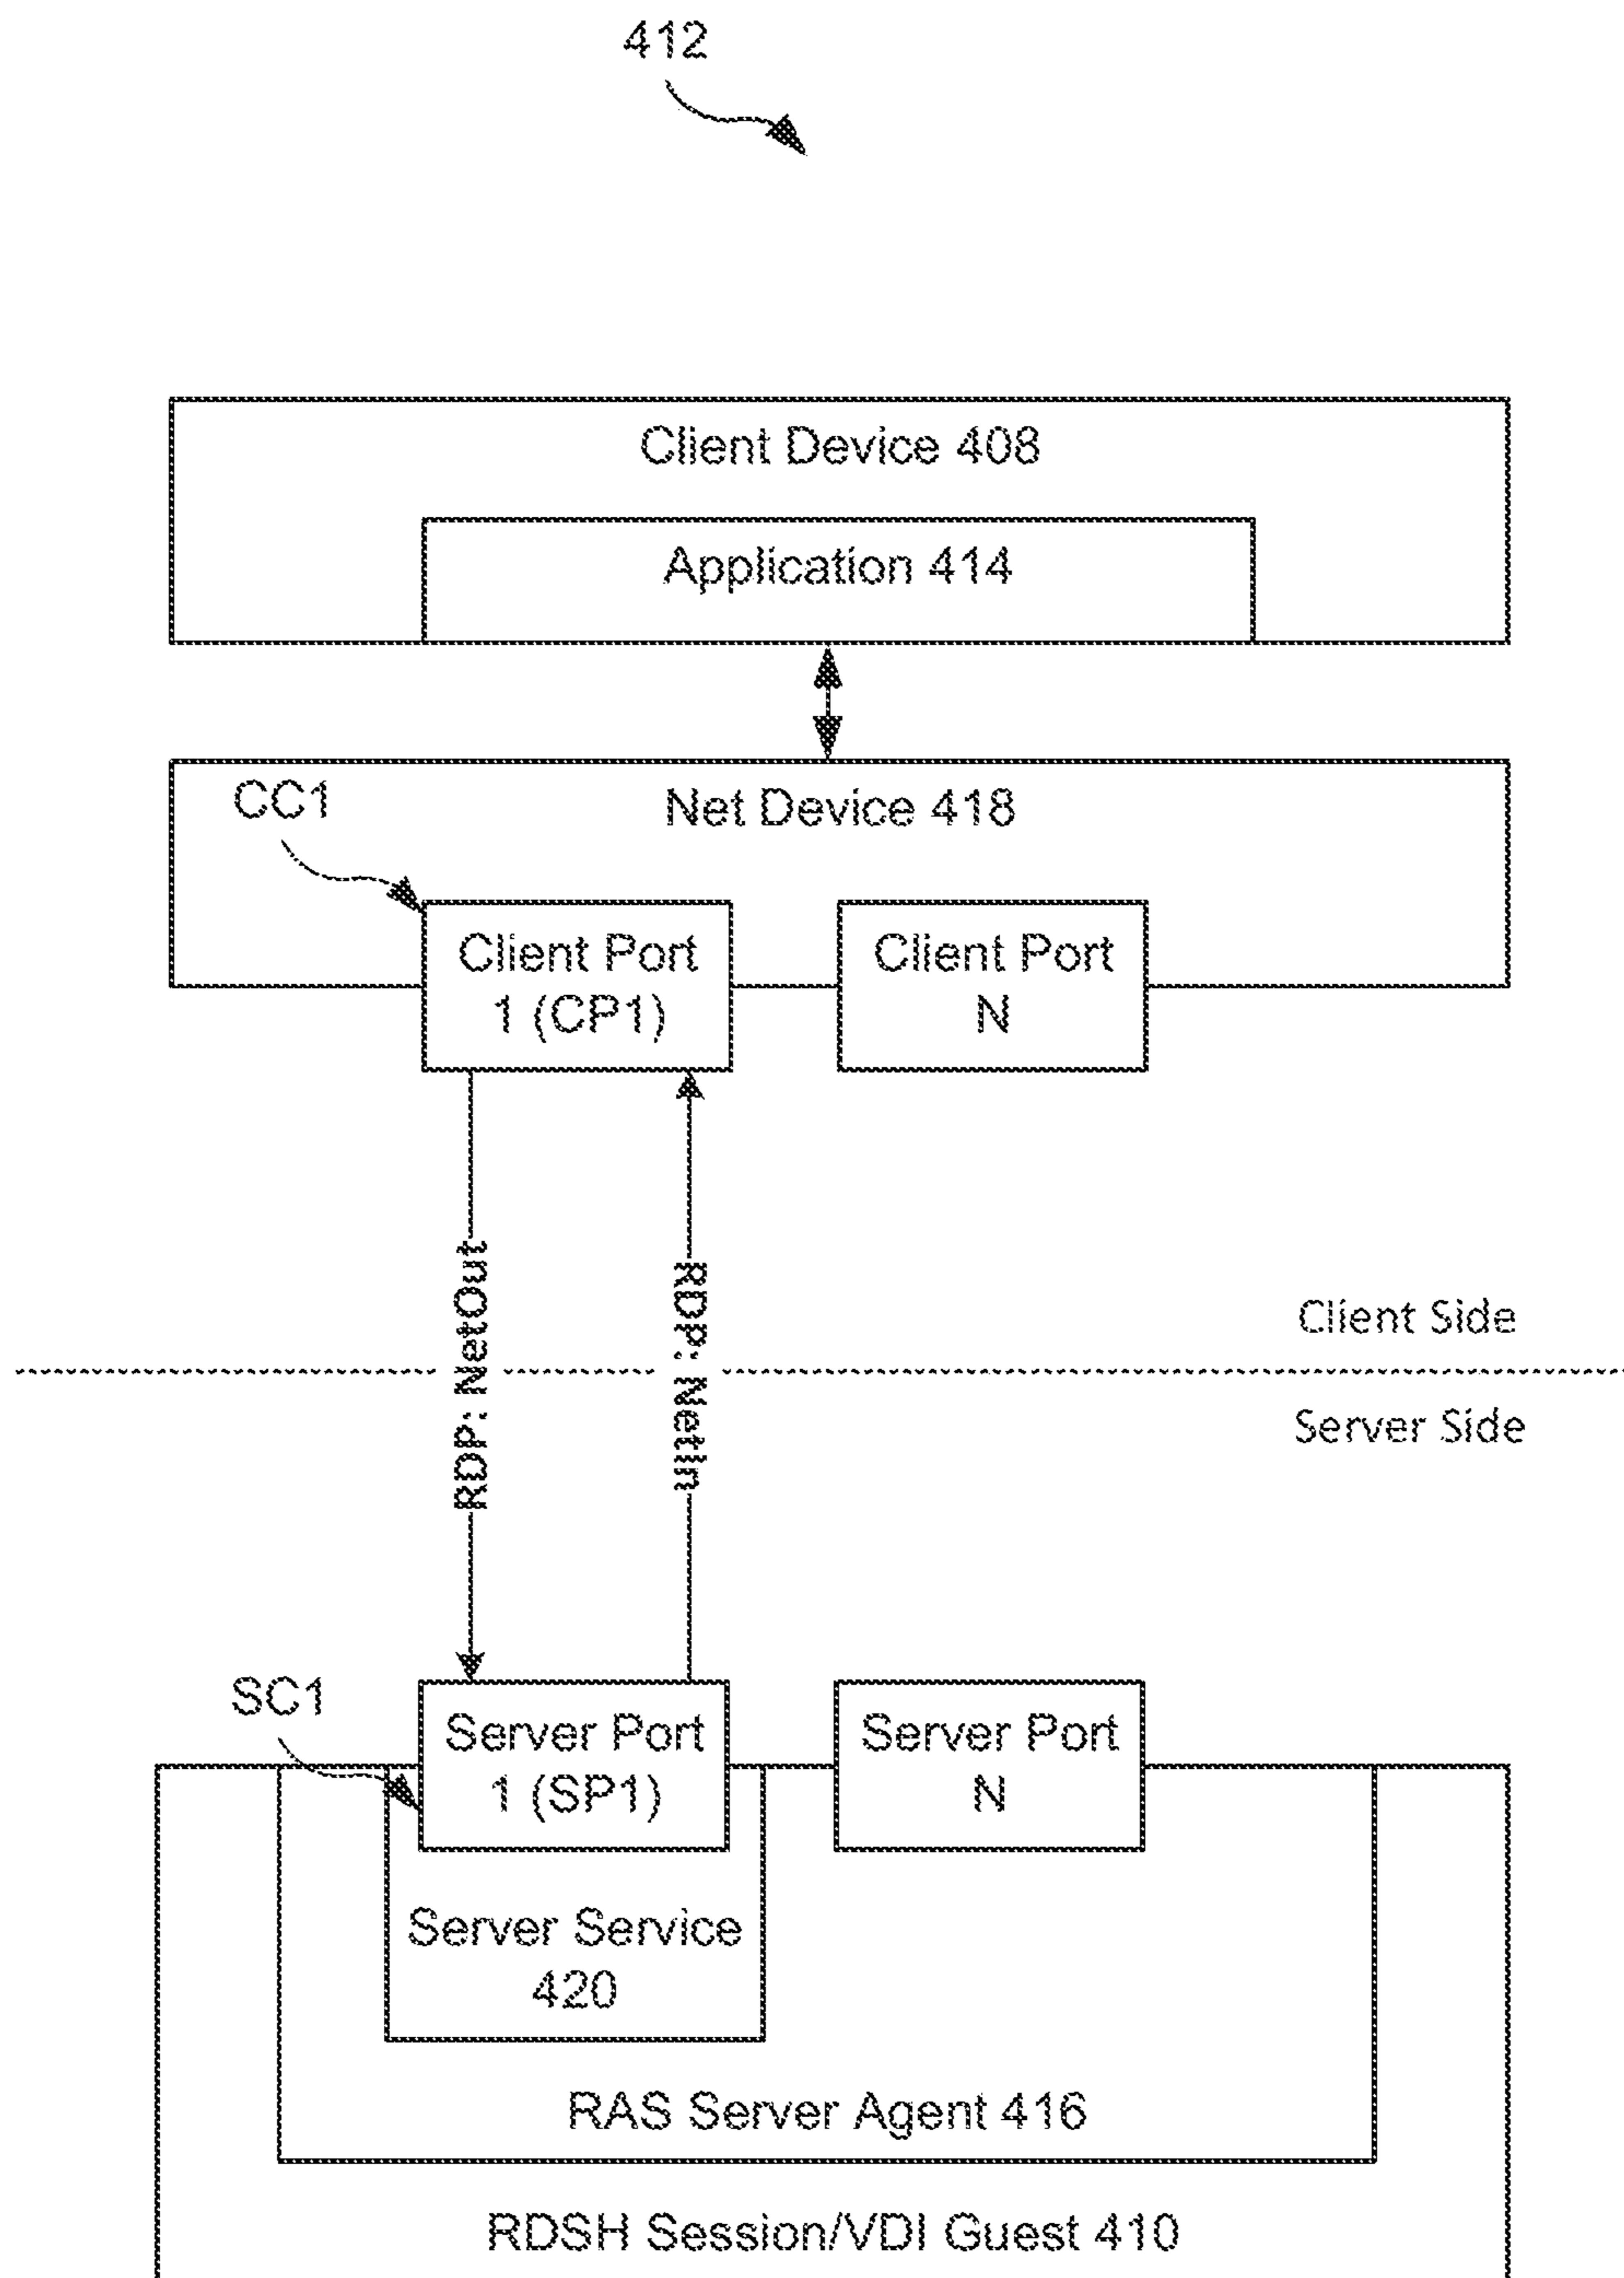 412
Client Device 408
Application 414
CC1
Net Device 418
Client Port
1 (CP1)
Client Port
N
RDP: NetOut
RDP: NetIn
Client Side
Server Side
SC1
Server Port
1 (SP1)
Server Port
N
Server Service
420
RAS Server Agent 416
RDSH Session/VDI Guest 410